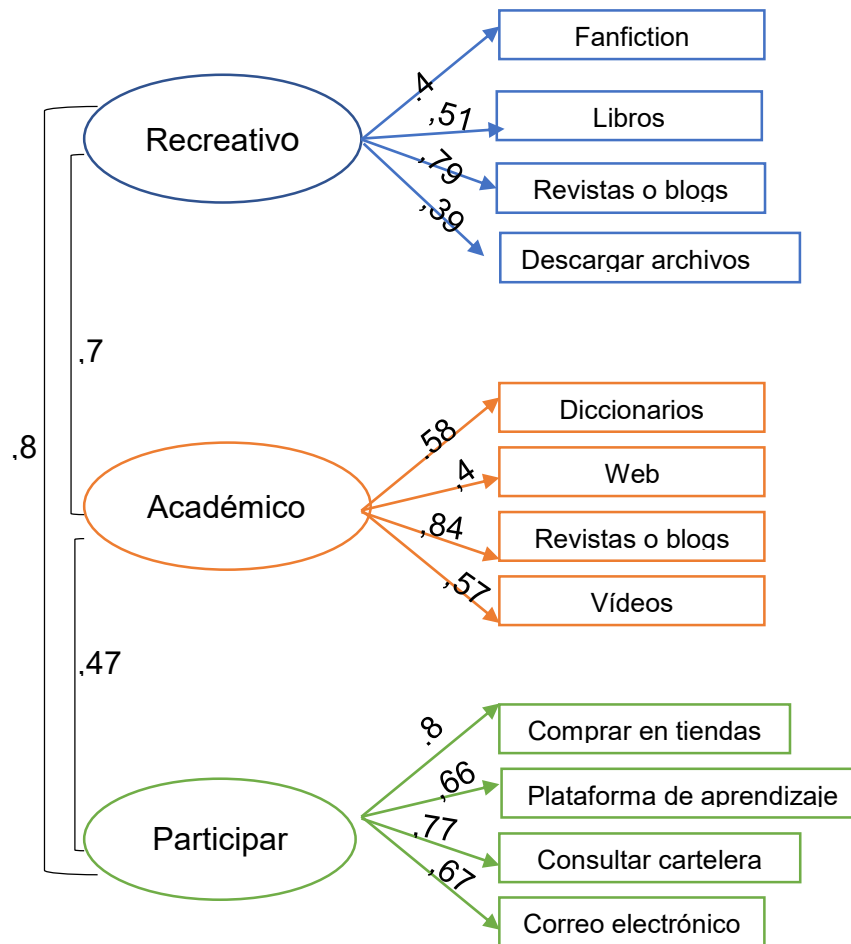 Fanfiction
.4
Recreativo
,51
Libros
,79
Revistas o blogs
,39
Descargar archivos
,7
,8
Diccionarios
.58
Web
,4
Académico
,84
Revistas o blogs
,57
Vídeos
,47
.8
Comprar en tiendas
,66
Plataforma de aprendizaje
Participar
,77
Consultar cartelera
,67
Correo electrónico